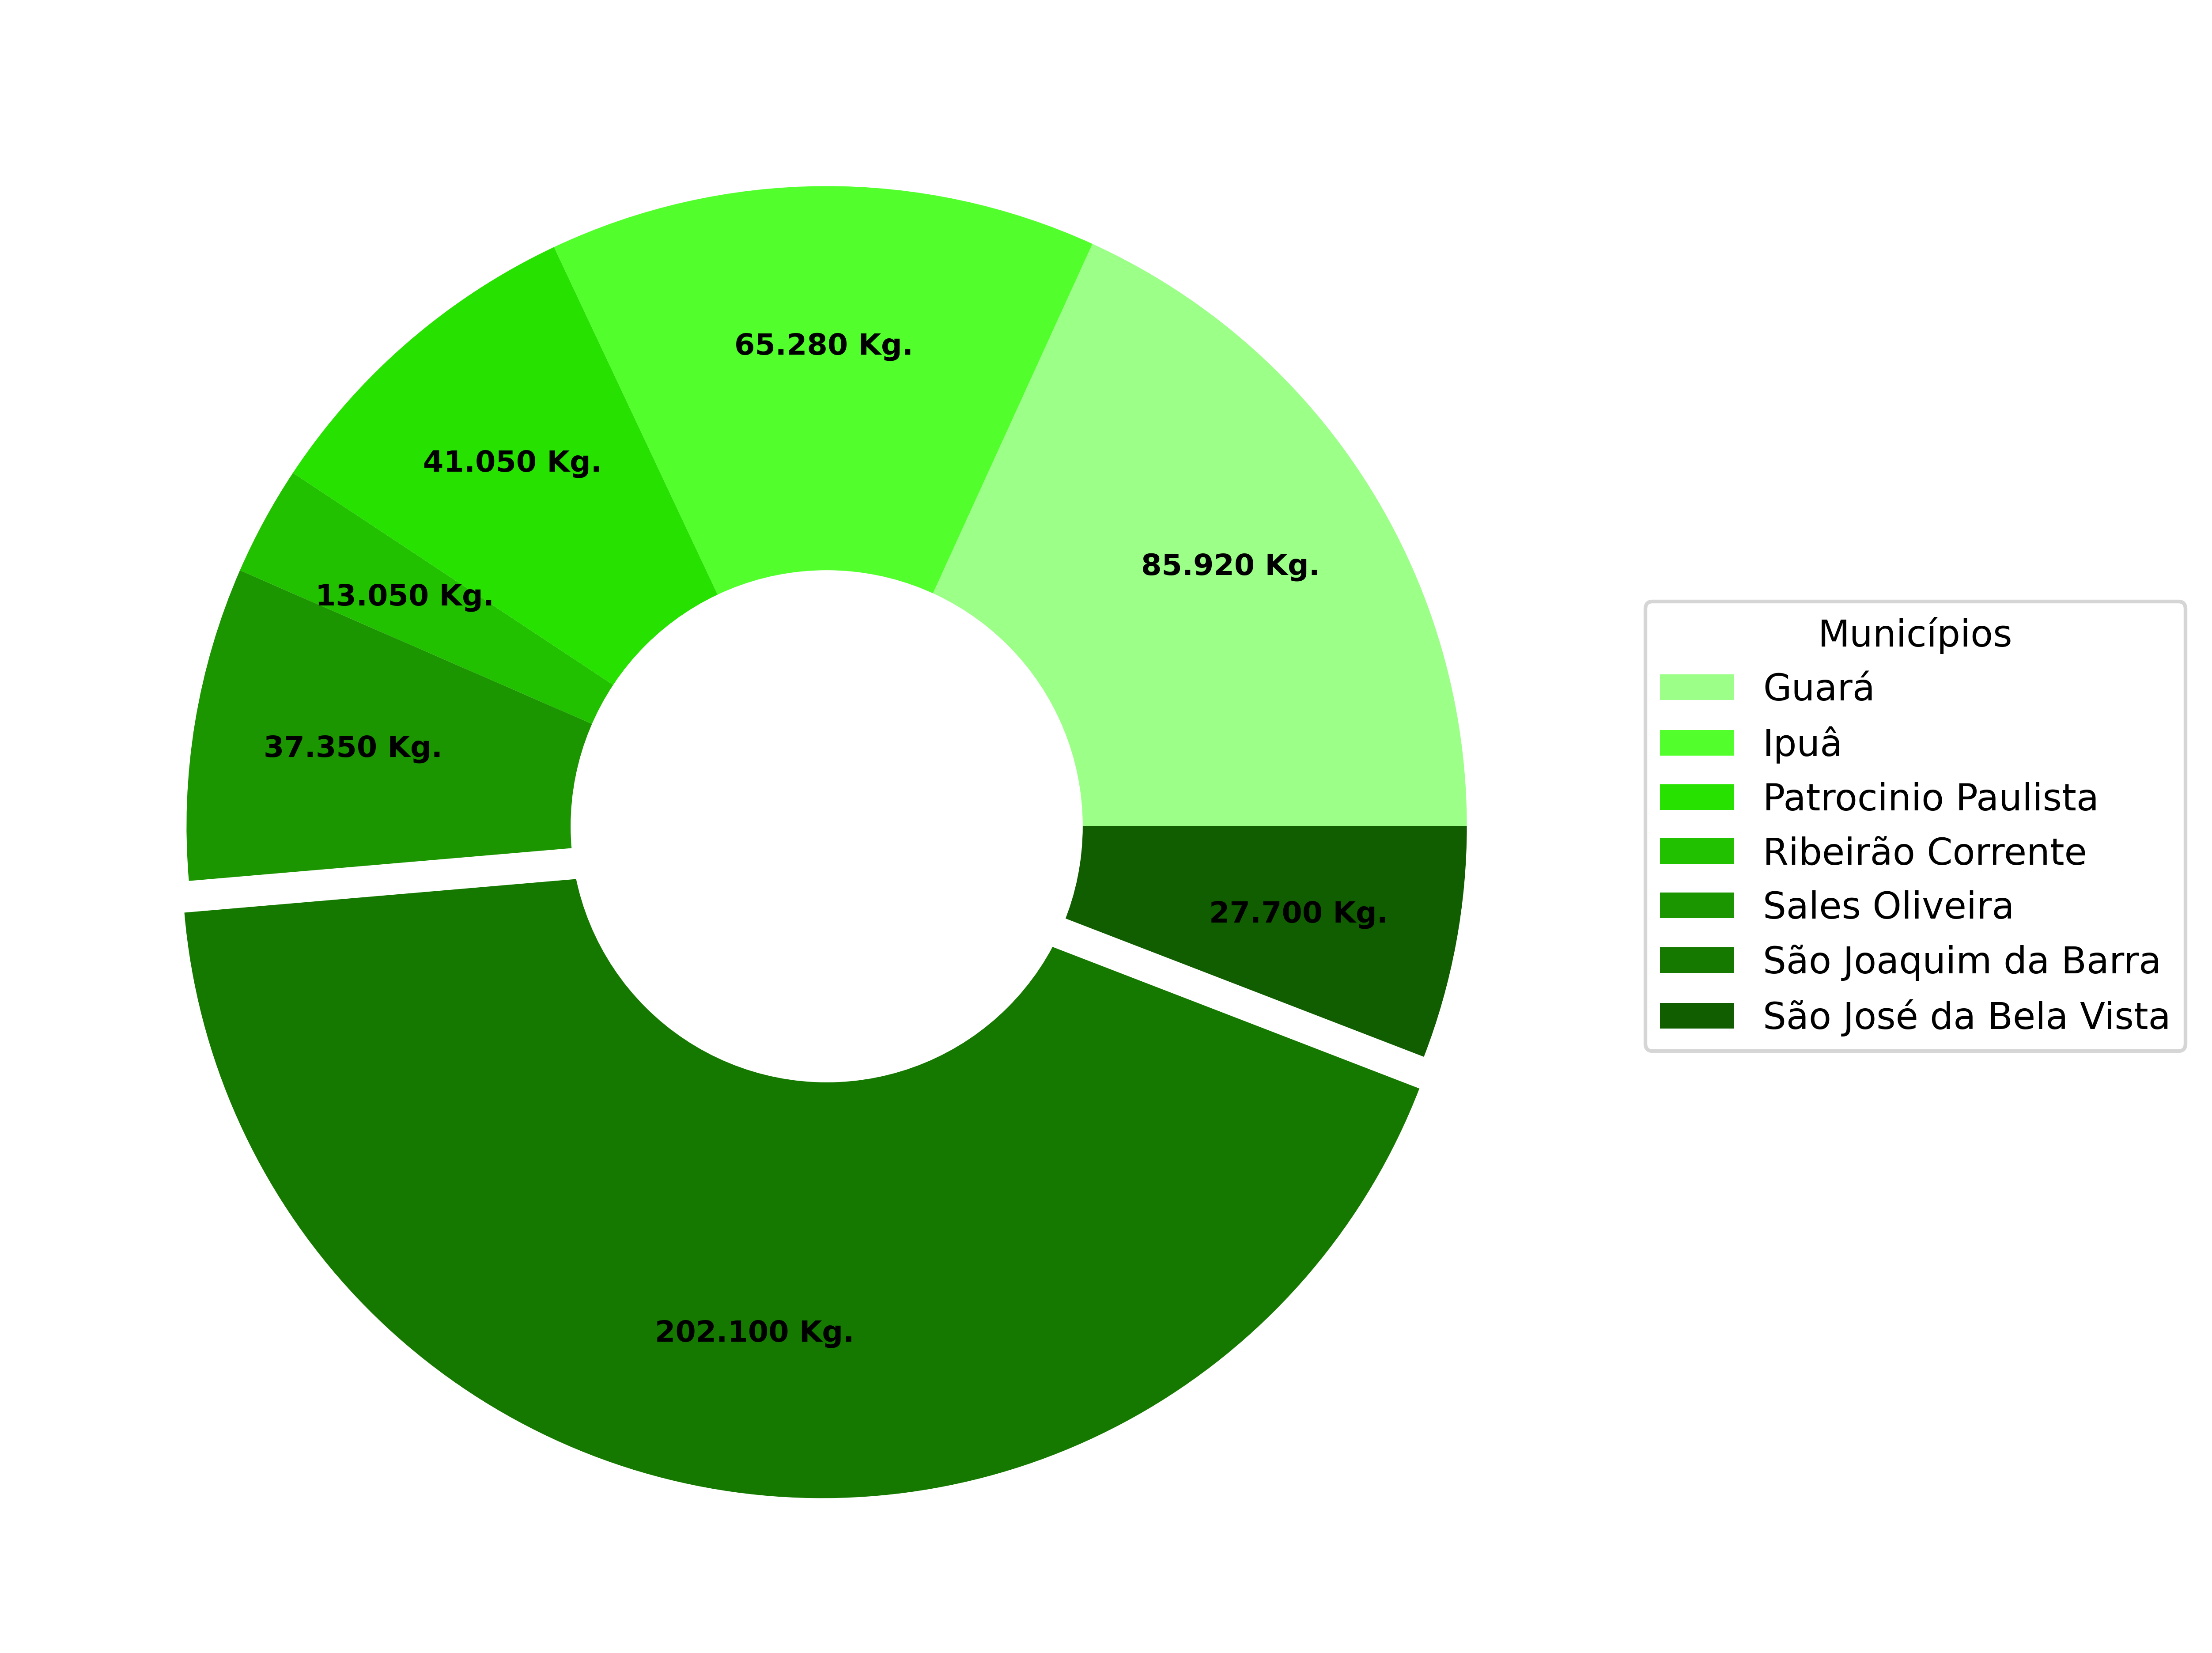 65.280 Kg.
41.050 Kg.
85.920 Kg.
13.050 Kg.
37.350 Kg.
27.700 Kg.
202.100 Kg.
Municípios
Guará
Ipuâ
Patrocinio Paulista
Ribeirão Corrente
Sales Oliveira
São Joaquim da Barra
São José da Bela Vista